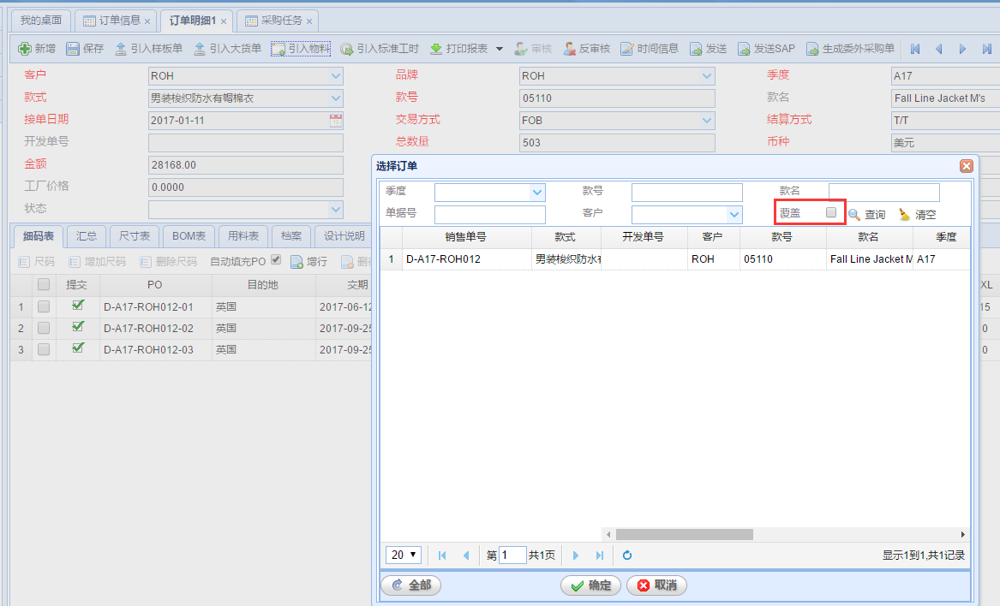 我的桌面 订单信息 × 订单明细1 × 采购任务 ×
新增 保存 引入样板单 引入大货单 引入物料 引入标准工时 打印报表 审核 反审核 时间信息 发送 发送SAP 生成委外采购单
客户 ROH 品牌 ROH 季度 A17
款式 男装梭织防水有帽棉衣 款号 05110 款名 Fall Line Jacket M's
接单日期 2017-01-11 交易方式 FOB 结算方式 T/T
开发单号 总数量 503 币种 美元
金额 28168.00
工厂价格 0.0000
状态
细码表 汇总 尺寸表 BOM表 用料表 档案 设计说明
尺码 增加尺码 删除尺码 自动填充PO 增行
提交 PO 目的地 交期 XL
1 D-A17-ROH012-01 英国 2017-06-12 15
2 D-A17-ROH012-02 英国 2017-09-25 0
3 D-A17-ROH012-03 英国 2017-09-25 0
选择订单
季度 款号 款名
单据号 客户 覆盖 查询 清空
销售单号 款式 开发单号 客户 款号 款名 季度
1 D-A17-ROH012 男装梭织防水 ROH 05110 Fall Line Jacket M A17
20 第 1 共1页 显示1到1,共1记录
全部 确定 取消